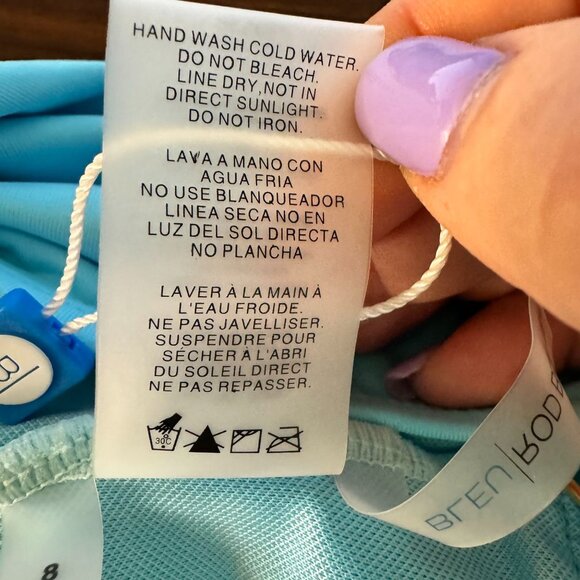 HAND WASH COLD WATER.
DO NOT BLEACH.
LINE DRY, NOT IN
DIRECT SUNLIGHT.
DO NOT IRON.
LAVA A MANO CON
AGUA FRIA
NO USE BLANQUEADOR
LINEA SECA NO EN
LUZ DEL SOL DIRECTA
NO PLANCHA
LAVER À LA MAIN À
L'EAU FROIDE.
NE PAS JAVELLISER.
SUSPENDRE POUR
SÉCHER À L'ABRI
DU SOLEIL DIRECT
NE PAS REPASSER.
30C
B
BLEU | ROD
8